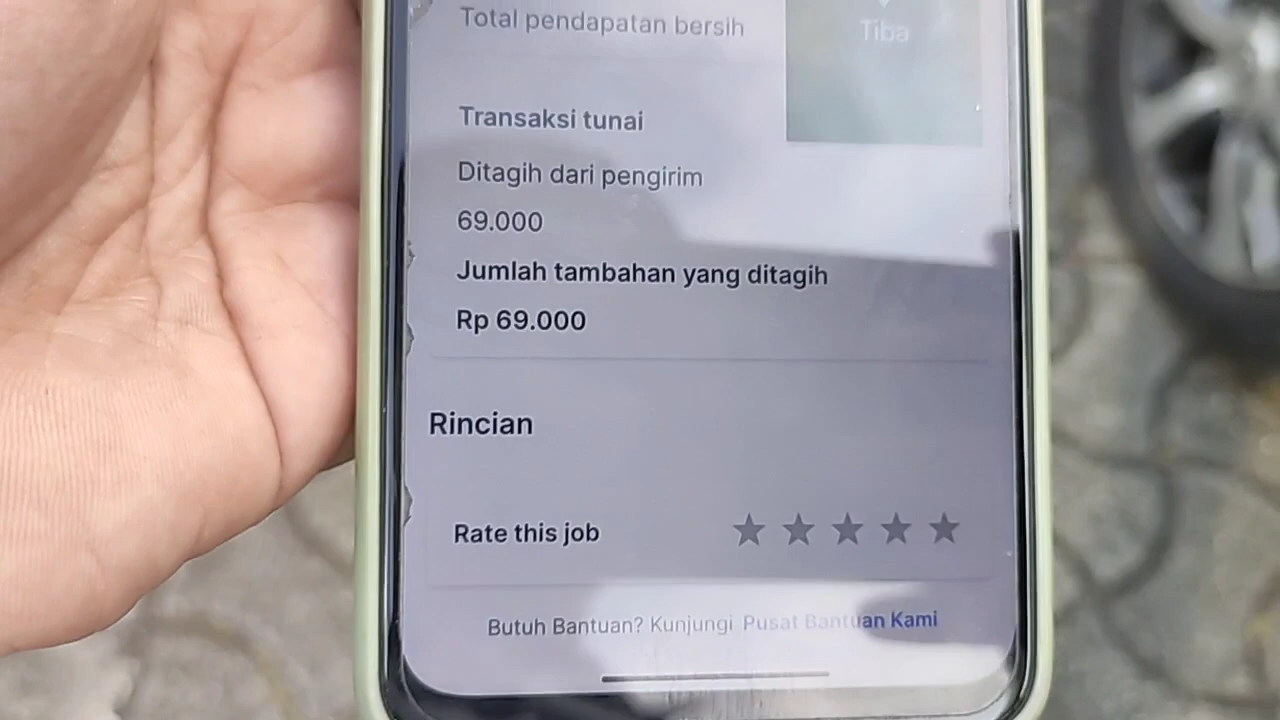 Total pendapatan bersih
Tiba
Transaksi tunai
Ditagih dari pengirim
69.000
Jumlah tambahan yang ditagih
Rp 69.000
Rincian
Rate this job
Butuh Bantuan? Kunjungi Pusat Bantuan Kami